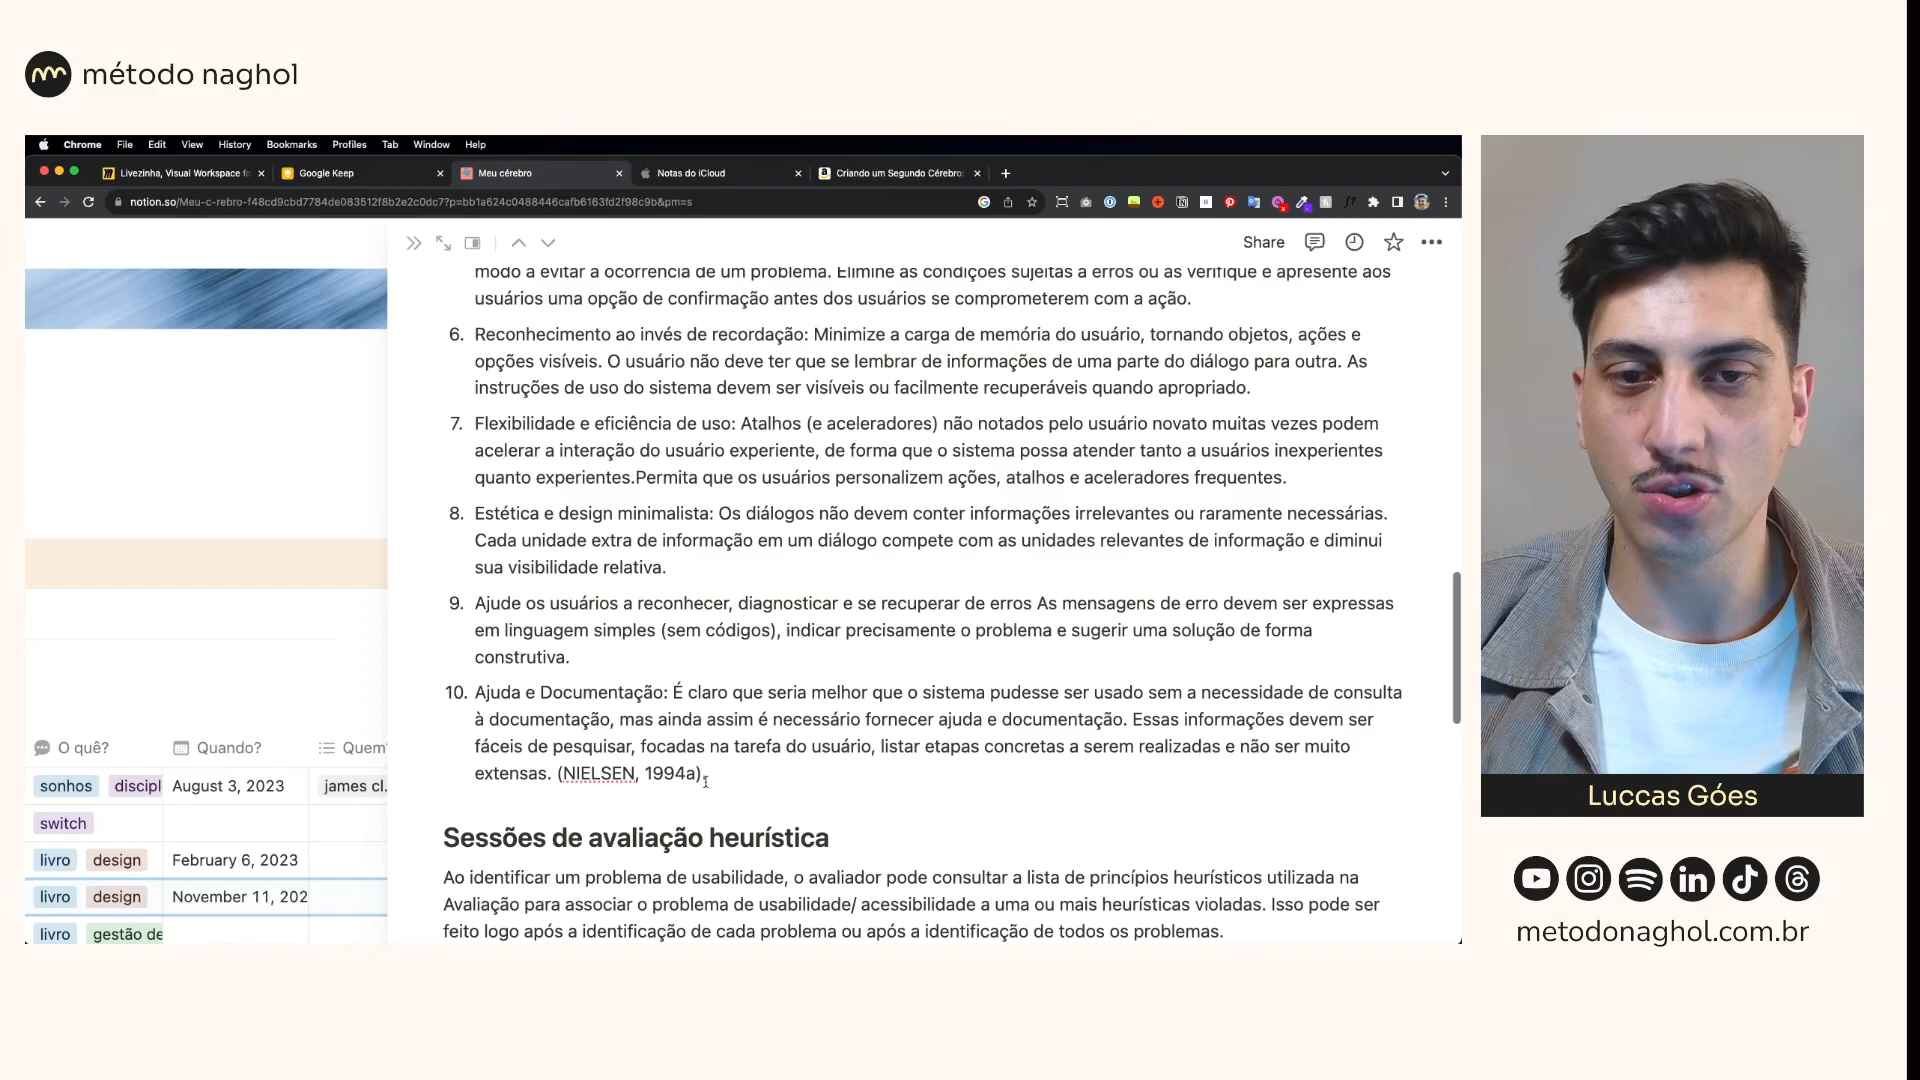 método naghol
Chrome File Edit View History Bookmarks Profiles Tab Window Help
Livezinha, Visual Workspace fo
Google Keep
Meu cérebro
Notas do iCloud
Criando um Segundo Cérebro
notion.so/Meu-c-rebro-f48cd9cbd7784de083512f8b2e2c0dc7?p=bb1a624c0488446cafb6163fd2f98c9b&pm=s
Share
modo a evitar a ocorrência de um problema. Elimine as condições sujeitas a erros ou as verifique e apresente aos
usuários uma opção de confirmação antes dos usuários se comprometerem com a ação.
6. Reconhecimento ao invés de recordação: Minimize a carga de memória do usuário, tornando objetos, ações e
opções visíveis. O usuário não deve ter que se lembrar de informações de uma parte do diálogo para outra. As
instruções de uso do sistema devem ser visíveis ou facilmente recuperáveis quando apropriado.
7. Flexibilidade e eficiência de uso: Atalhos (e aceleradores) não notados pelo usuário novato muitas vezes podem
acelerar a interação do usuário experiente, de forma que o sistema possa atender tanto a usuários inexperientes
quanto experientes.Permita que os usuários personalizem ações, atalhos e aceleradores frequentes.
8. Estética e design minimalista: Os diálogos não devem conter informações irrelevantes ou raramente necessárias.
Cada unidade extra de informação em um diálogo compete com as unidades relevantes de informação e diminui
sua visibilidade relativa.
9. Ajude os usuários a reconhecer, diagnosticar e se recuperar de erros As mensagens de erro devem ser expressas
em linguagem simples (sem códigos), indicar precisamente o problema e sugerir uma solução de forma
construtiva.
10. Ajuda e Documentação: É claro que seria melhor que o sistema pudesse ser usado sem a necessidade de consulta
à documentação, mas ainda assim é necessário fornecer ajuda e documentação. Essas informações devem ser
fáceis de pesquisar, focadas na tarefa do usuário, listar etapas concretas a serem realizadas e não ser muito
extensas. (NIELSEN, 1994a).
Sessões de avaliação heurística
Ao identificar um problema de usabilidade, o avaliador pode consultar a lista de princípios heurísticos utilizada na
Avaliação para associar o problema de usabilidade/ acessibilidade a uma ou mais heurísticas violadas. Isso pode ser
feito logo após a identificação de cada problema ou após a identificação de todos os problemas.
O quê? Quando? Quem?
sonhos discipl August 3, 2023 james cl.
switch
livro design February 6, 2023
livro design November 11, 202
livro gestão de
Luccas Góes
metodonaghol.com.br